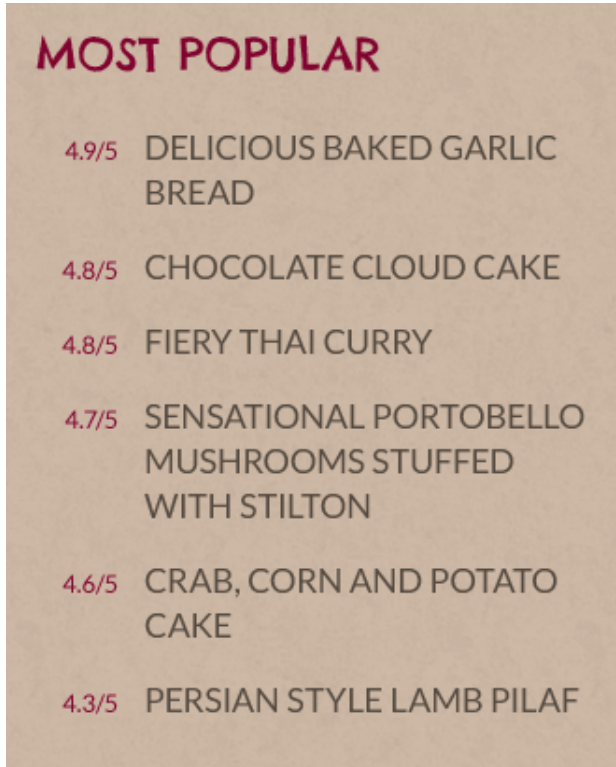 MOST POPULAR
4.9/5 DELICIOUS BAKED GARLIC
BREAD
4.8/5 CHOCOLATE CLOUD CAKE
4.8/5 FIERY THAI CURRY
4.7/5 SENSATIONAL PORTOBELLO
MUSHROOMS STUFFED
WITH STILTON
4.6/5 CRAB, CORN AND POTATO
CAKE
4.3/5 PERSIAN STYLE LAMB PILAF